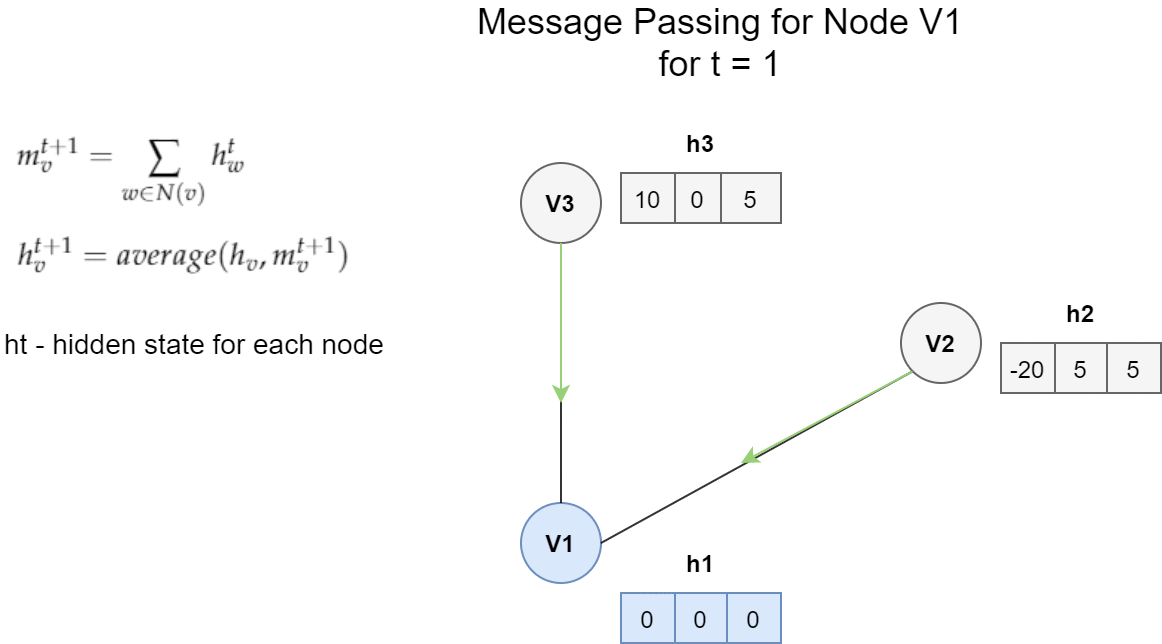 Message Passing for Node V1
for t = 1
m_v^{t+1} = \sum_{w∈N(v)} h_w^t
h_v^{t+1} = average(h_v, m_v^{t+1})
ht - hidden state for each node
h3
V3
10 0 5
h2
V2
-20 5 5
V1
h1
0 0 0